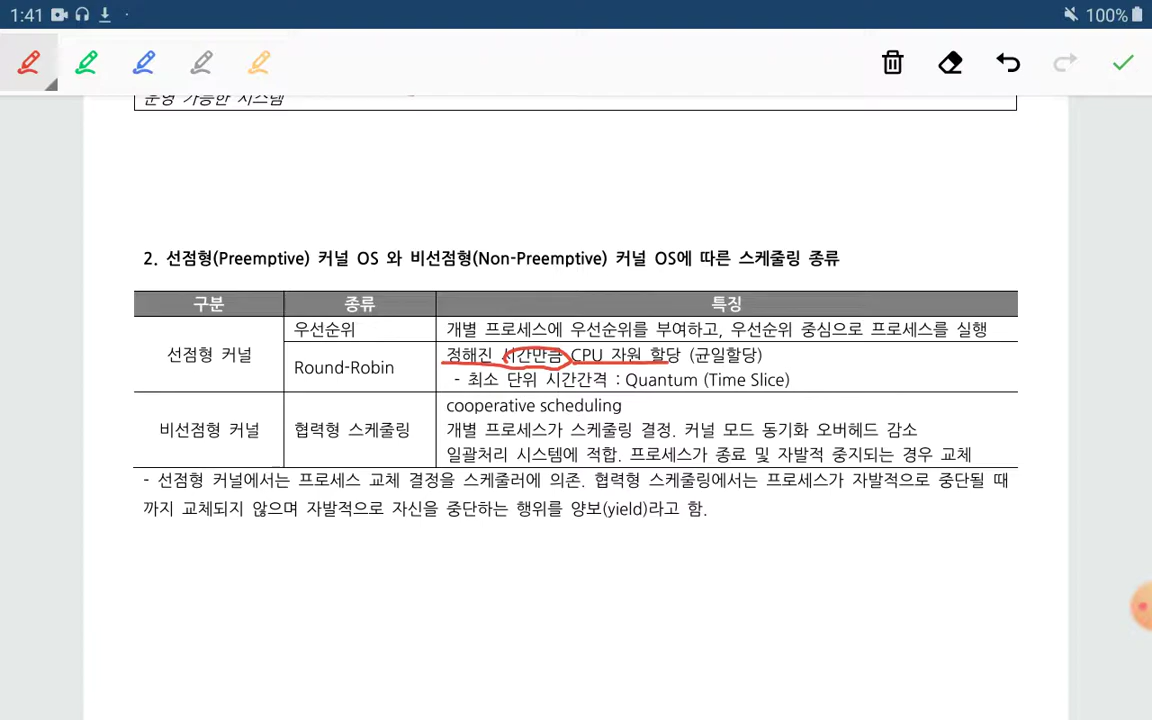 1:41
100%
운영 가능한 시스템
2. 선점형(Preemptive) 커널 OS 와 비선점형(Non-Preemptive) 커널 OS에 따른 스케줄링 종류
구분 종류 특징
선점형 커널
우선순위 개별 프로세스에 우선순위를 부여하고, 우선순위 중심으로 프로세스를 실행
Round-Robin
정해진 시간만큼 CPU 자원 할당 (균일할당)
- 최소 단위 시간간격 : Quantum (Time Slice)
비선점형 커널 협력형 스케줄링
cooperative scheduling
개별 프로세스가 스케줄링 결정. 커널 모드 동기화 오버헤드 감소
일괄처리 시스템에 적합. 프로세스가 종료 및 자발적 중지되는 경우 교체
- 선점형 커널에서는 프로세스 교체 결정을 스케줄러에 의존. 협력형 스케줄링에서는 프로세스가 자발적으로 중단될 때
까지 교체되지 않으며 자발적으로 자신을 중단하는 행위를 양보(yield)라고 함.